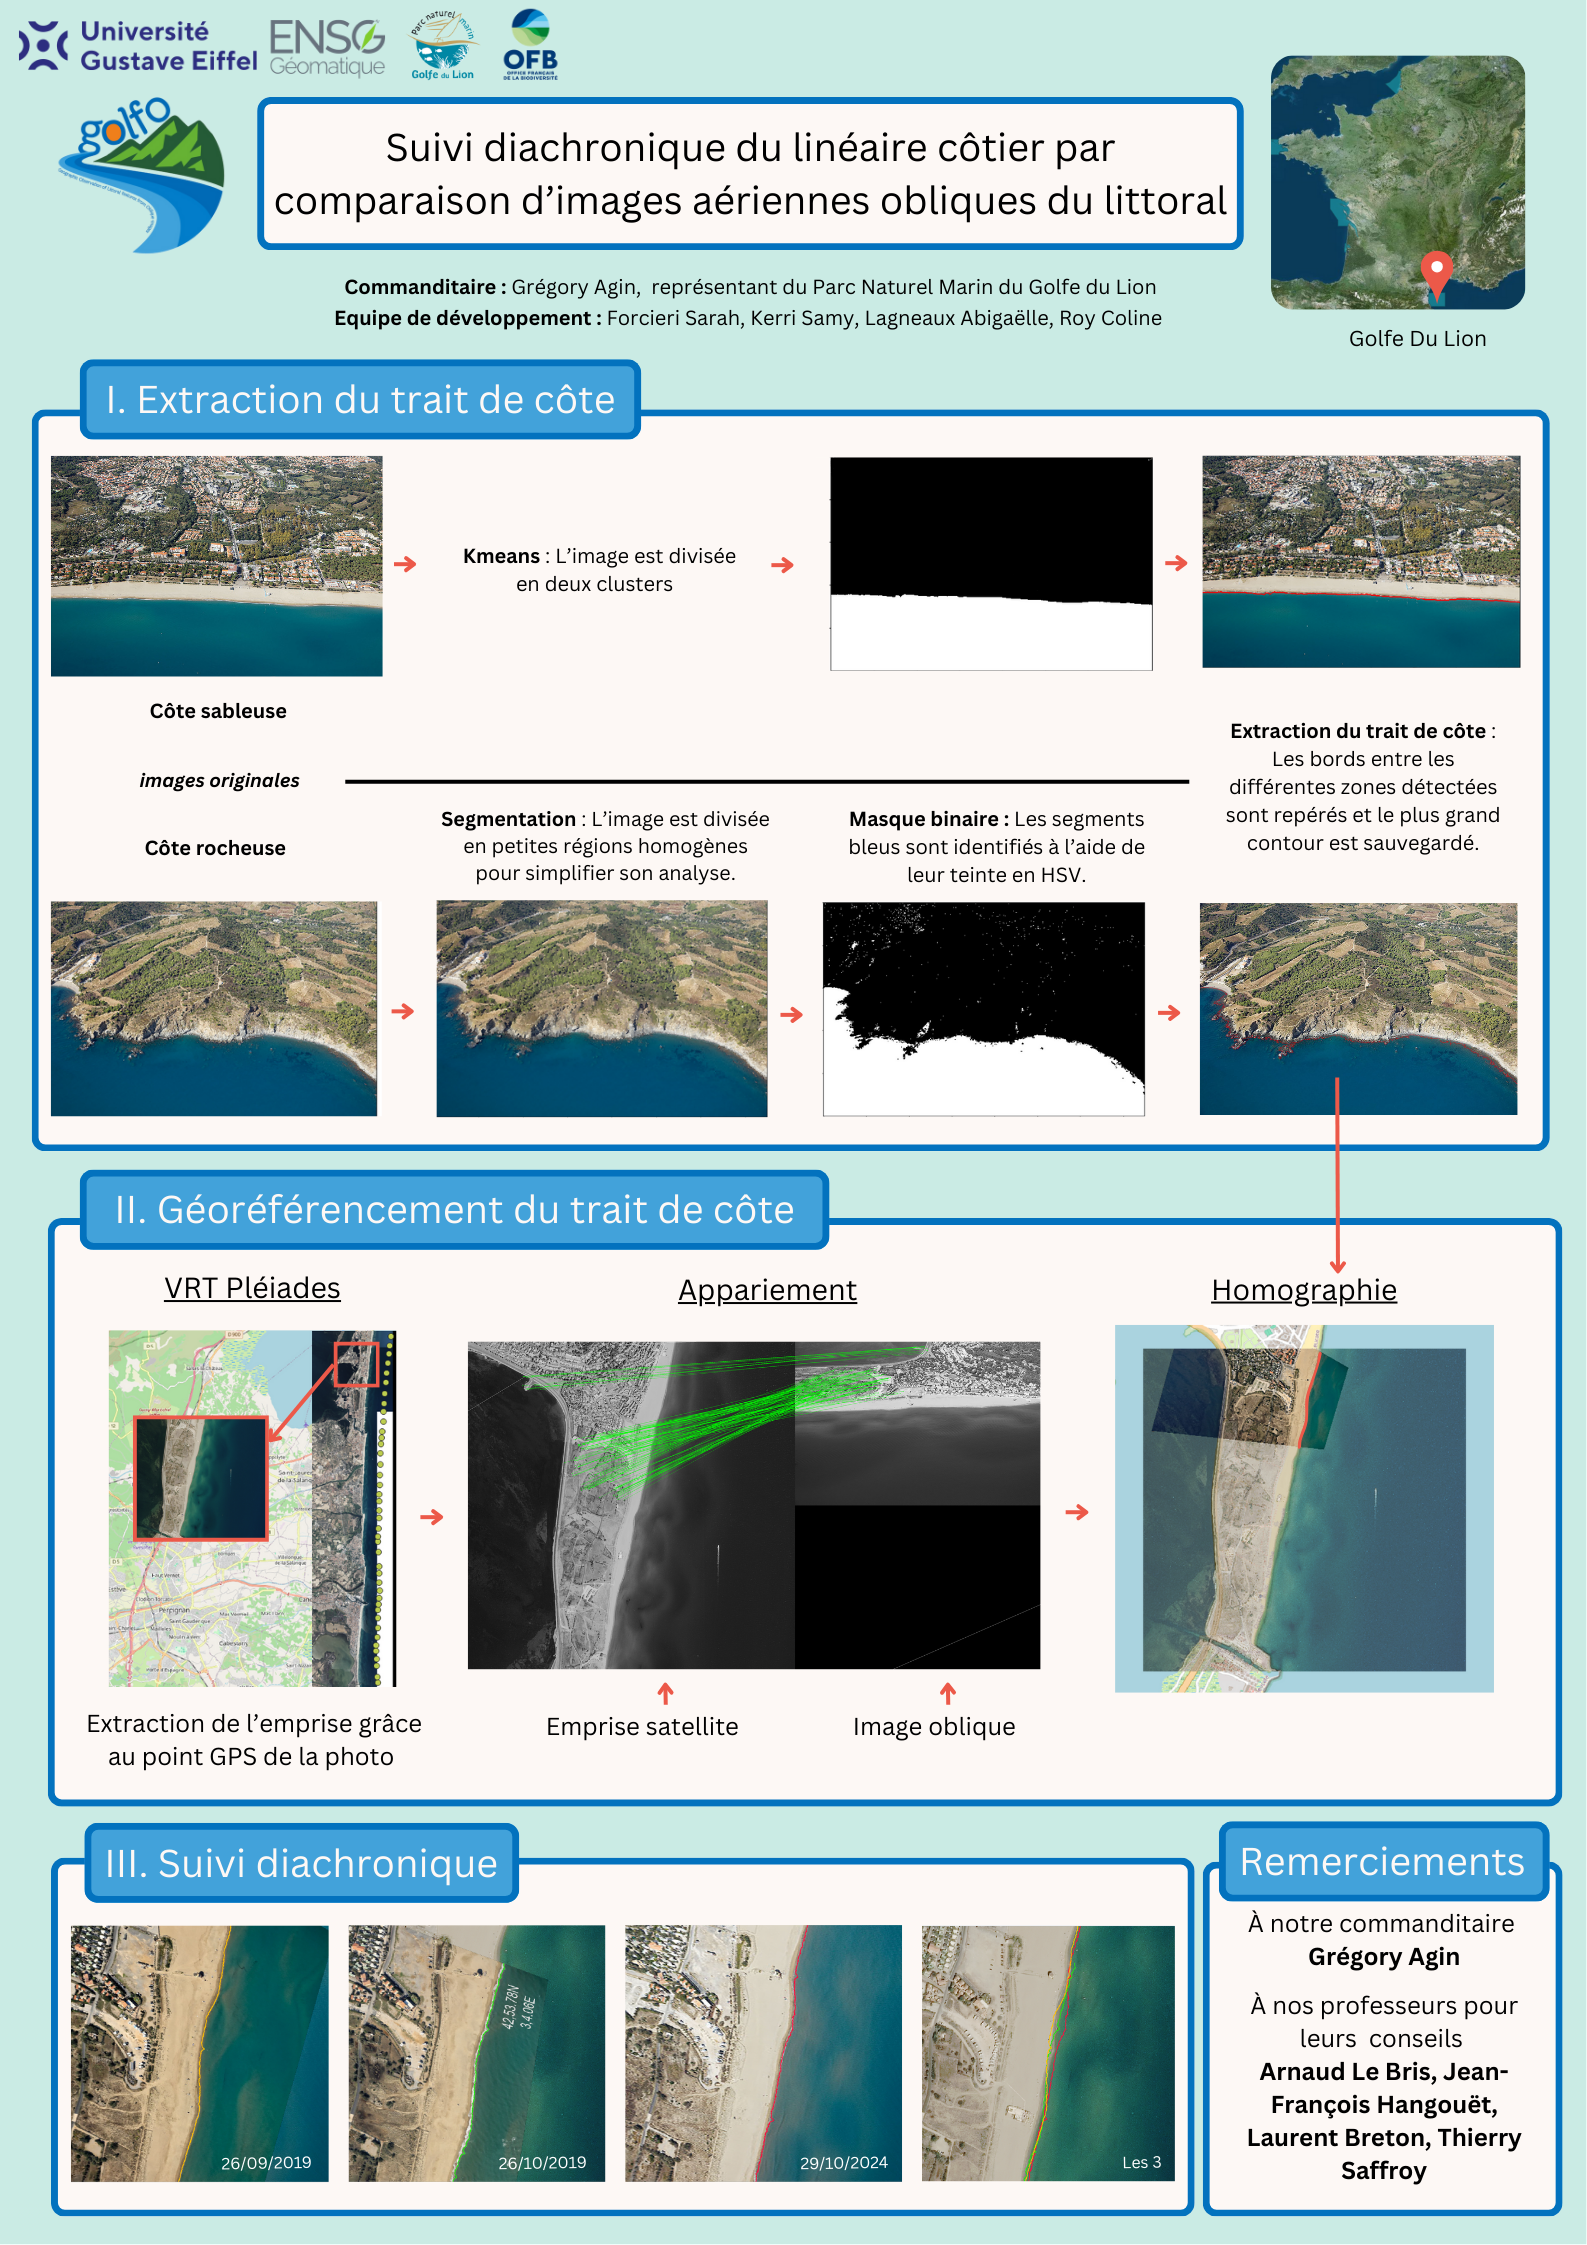 Université
Gustave Eiffel
ENSG
Géomatique
Parc naturel marin
Golfe du Lion
OFB
OFFICE FRANÇAIS
DE LA BIODIVERSITÉ
golfo
Suivi diachronique du linéaire côtier par
comparaison d'images aériennes obliques du littoral
Commanditaire : Grégory Agin, représentant du Parc Naturel Marin du Golfe du Lion
Equipe de développement : Forcieri Sarah, Kerri Samy, Lagneaux Abigaëlle, Roy Coline
Golfe Du Lion
I. Extraction du trait de côte
Kmeans : L'image est divisée
en deux clusters
Côte sableuse
images originales
Côte rocheuse
Segmentation : L'image est divisée
en petites régions homogènes
pour simplifier son analyse.
Masque binaire : Les segments
bleus sont identifiés à l'aide de
leur teinte en HSV.
Extraction du trait de côte :
Les bords entre les
différentes zones détectées
sont repérés et le plus grand
contour est sauvegardé.
II. Géoréférencement du trait de côte
VRT Pléiades
Appariement
Homographie
Perpignan
Cabestany
Extraction de l'emprise grâce
au point GPS de la photo
Emprise satellite
Image oblique
III. Suivi diachronique
26/09/2019
42.53.78N
3.4.06E
26/10/2019
29/10/2024
Les 3
Remerciements
À notre commanditaire
Grégory Agin
À nos professeurs pour
leurs conseils
Arnaud Le Bris, Jean-
François Hangouët,
Laurent Breton, Thierry
Saffroy